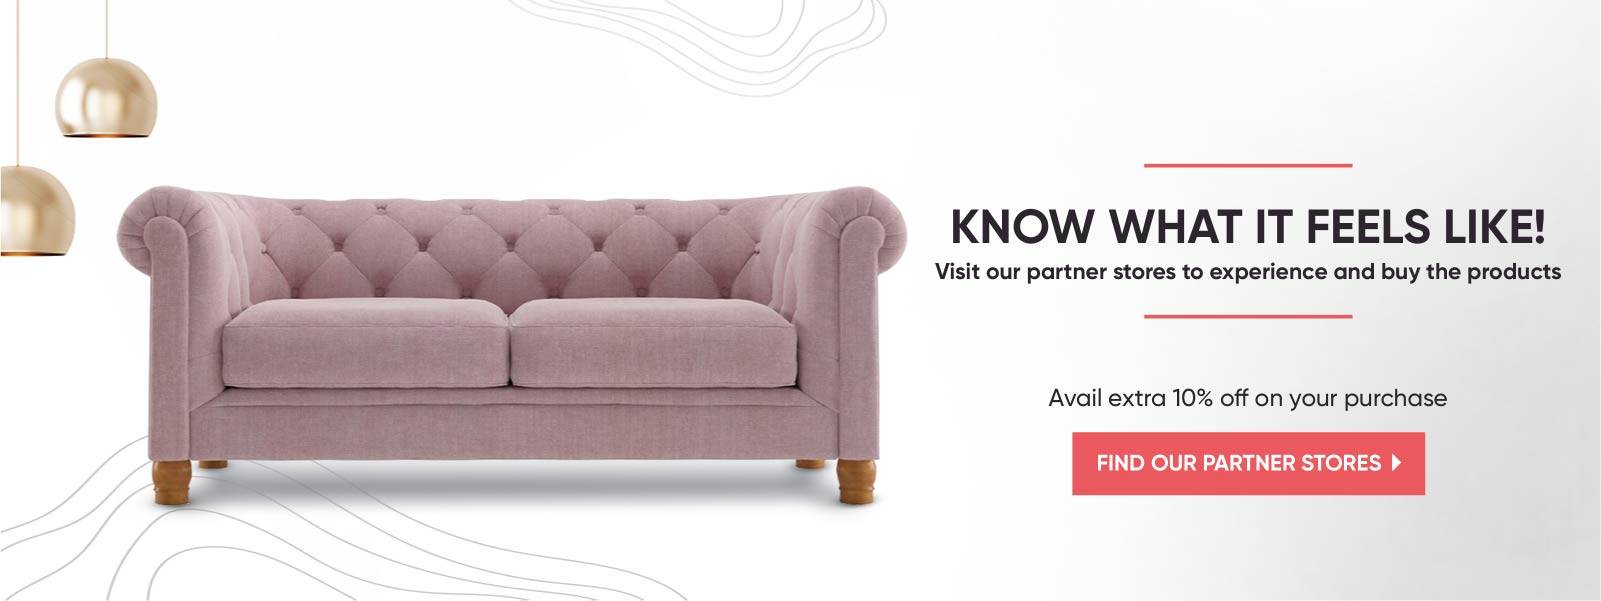 KNOW WHAT IT FEELS LIKE!
Visit our partner stores to experience and buy the products
Avail extra 10% off on your purchase
FIND OUR PARTNER STORES